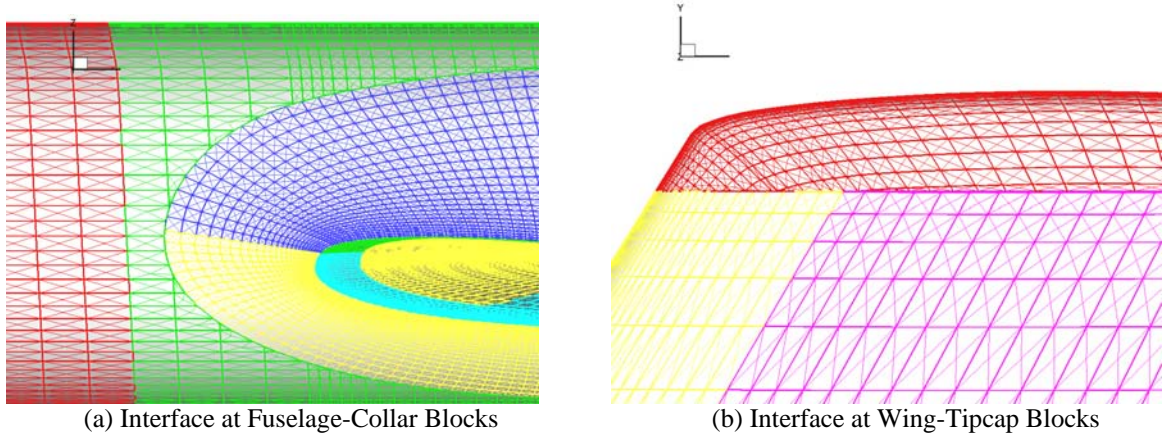 Z
Y
Z
(a) Interface at Fuselage-Collar Blocks
(b) Interface at Wing-Tipcap Blocks